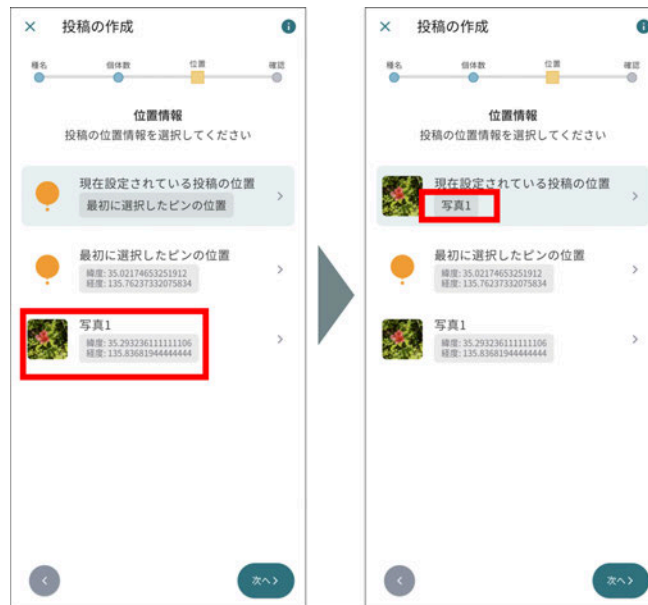 投稿の作成
種名
個体数
位置
確認
位置情報
投稿の位置情報を選択してください
現在設定されている投稿の位置
最初に選択したピンの位置
最初に選択したピンの位置
緯度: 35.02174653251912
経度: 135.76237332075834
写真1
緯度: 35.293236111111106
経度: 135.83681944444444
次へ
投稿の作成
種名
個体数
位置
確認
位置情報
投稿の位置情報を選択してください
現在設定されている投稿の位置
写真1
最初に選択したピンの位置
緯度: 35.02174653251912
経度: 135.76237332075834
写真1
緯度: 35.293236111111106
経度: 135.83681944444444
次へ